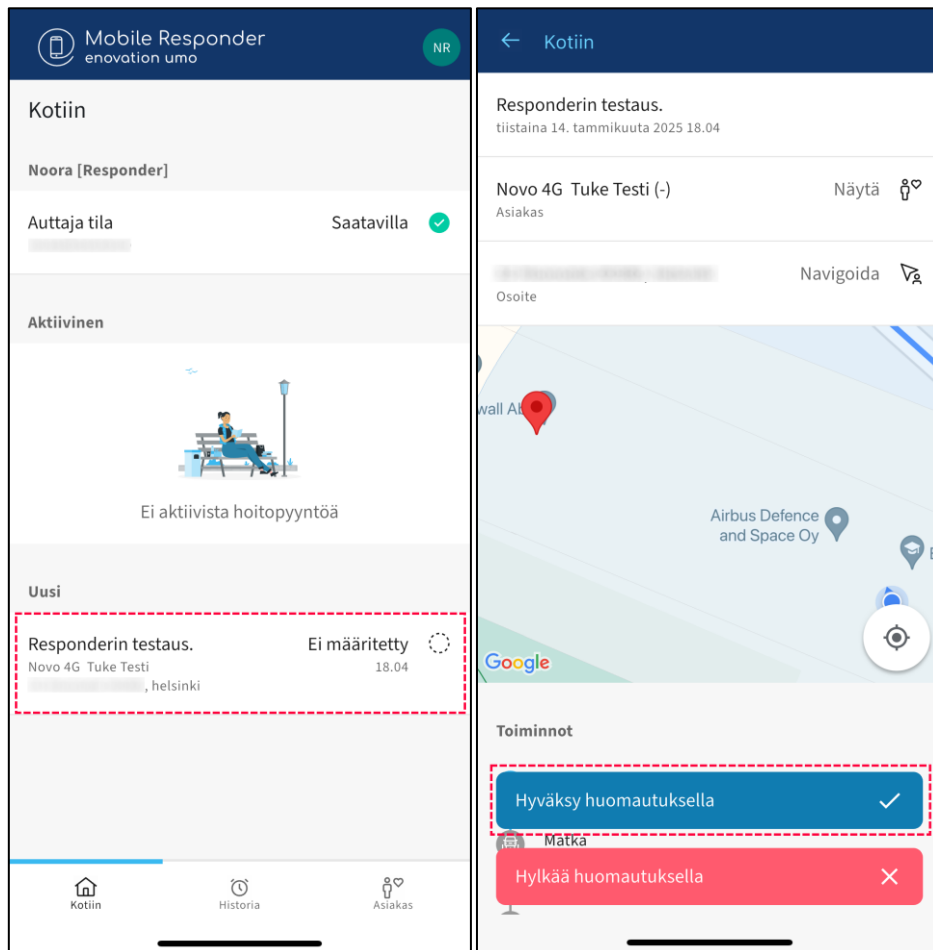 Mobile Responder
enovation umo
NR
Kotiin
Noora [Responder]
Auttaja tila
Saatavilla
Aktiivinen
Ei aktiivista hoitopyyntöä
Uusi
Responderin testaus.
Ei määritetty
Novo 4G Tuke Testi
18.04
, helsinki
Kotiin
Historia
Asiakas
Kotiin
Responderin testaus.
tiistaina 14. tammikuuta 2025 18.04
Novo 4G Tuke Testi (-)
Näytä
Asiakas
Navigoida
Osoite
Airbus Defence
and Space Oy
Google
Toiminnot
Hyväksy huomautuksella
Matka
Hylkää huomautuksella